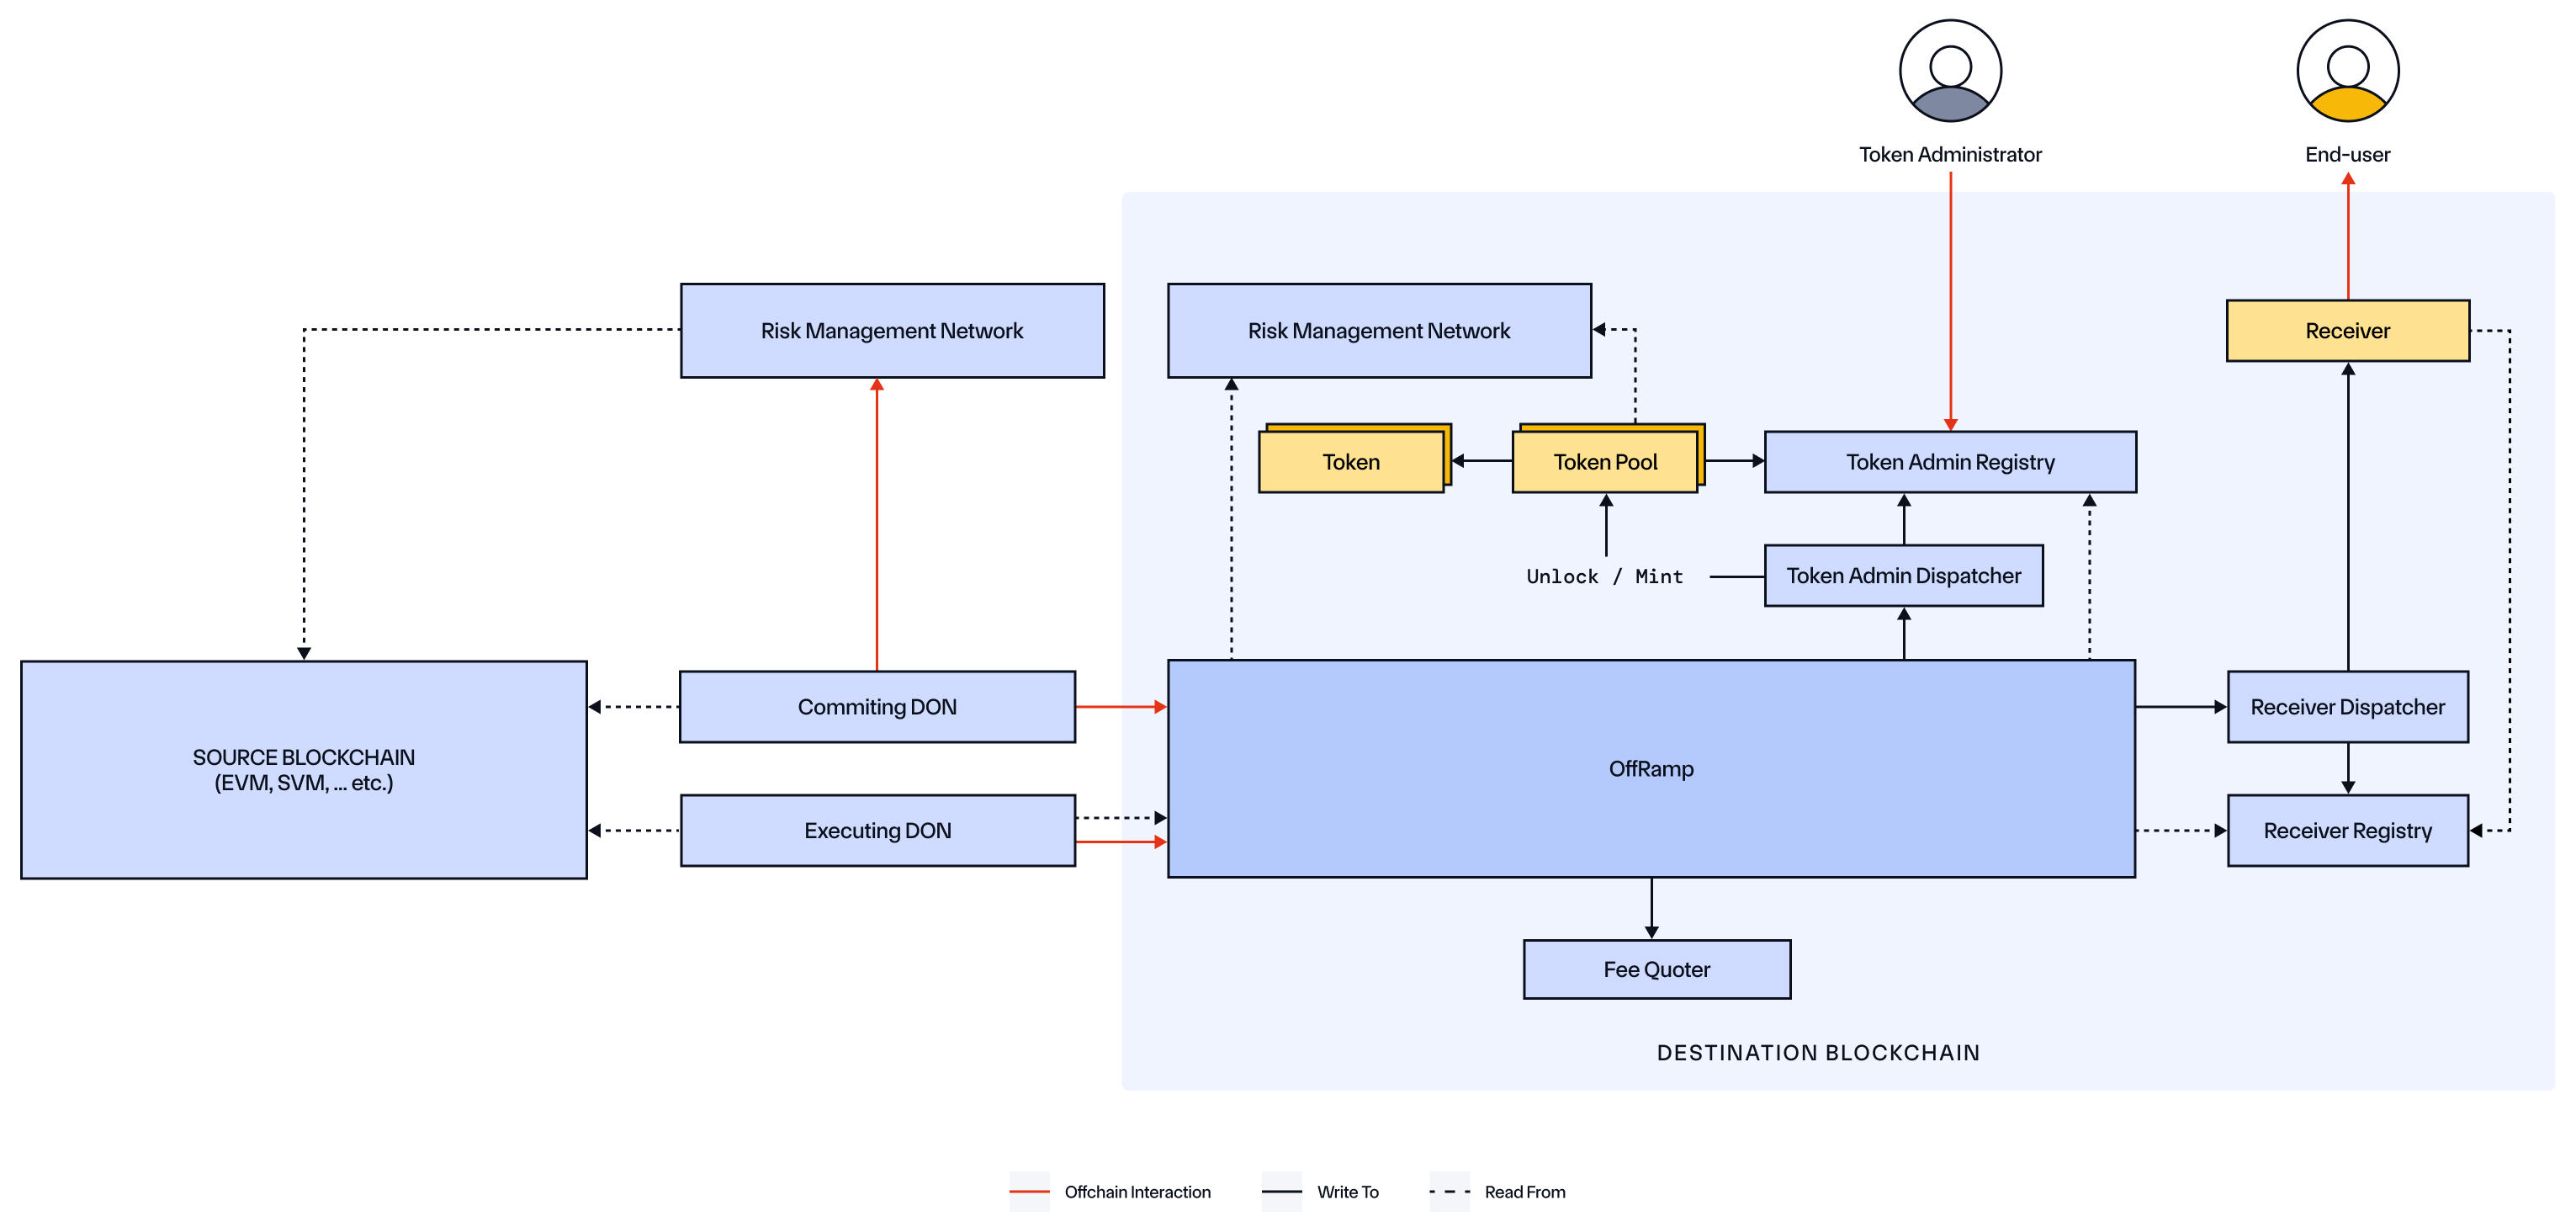 Token Administrator
End-user
Risk Management Network
Risk Management Network
Receiver
Token
Token Pool
Token Admin Registry
Unlock / Mint
Token Admin Dispatcher
Commiting DON
Receiver Dispatcher
SOURCE BLOCKCHAIN
(EVM, SVM, ... etc.)
OffRamp
Executing DON
Receiver Registry
Fee Quoter
DESTINATION BLOCKCHAIN
Offchain Interaction
Write To
Read From